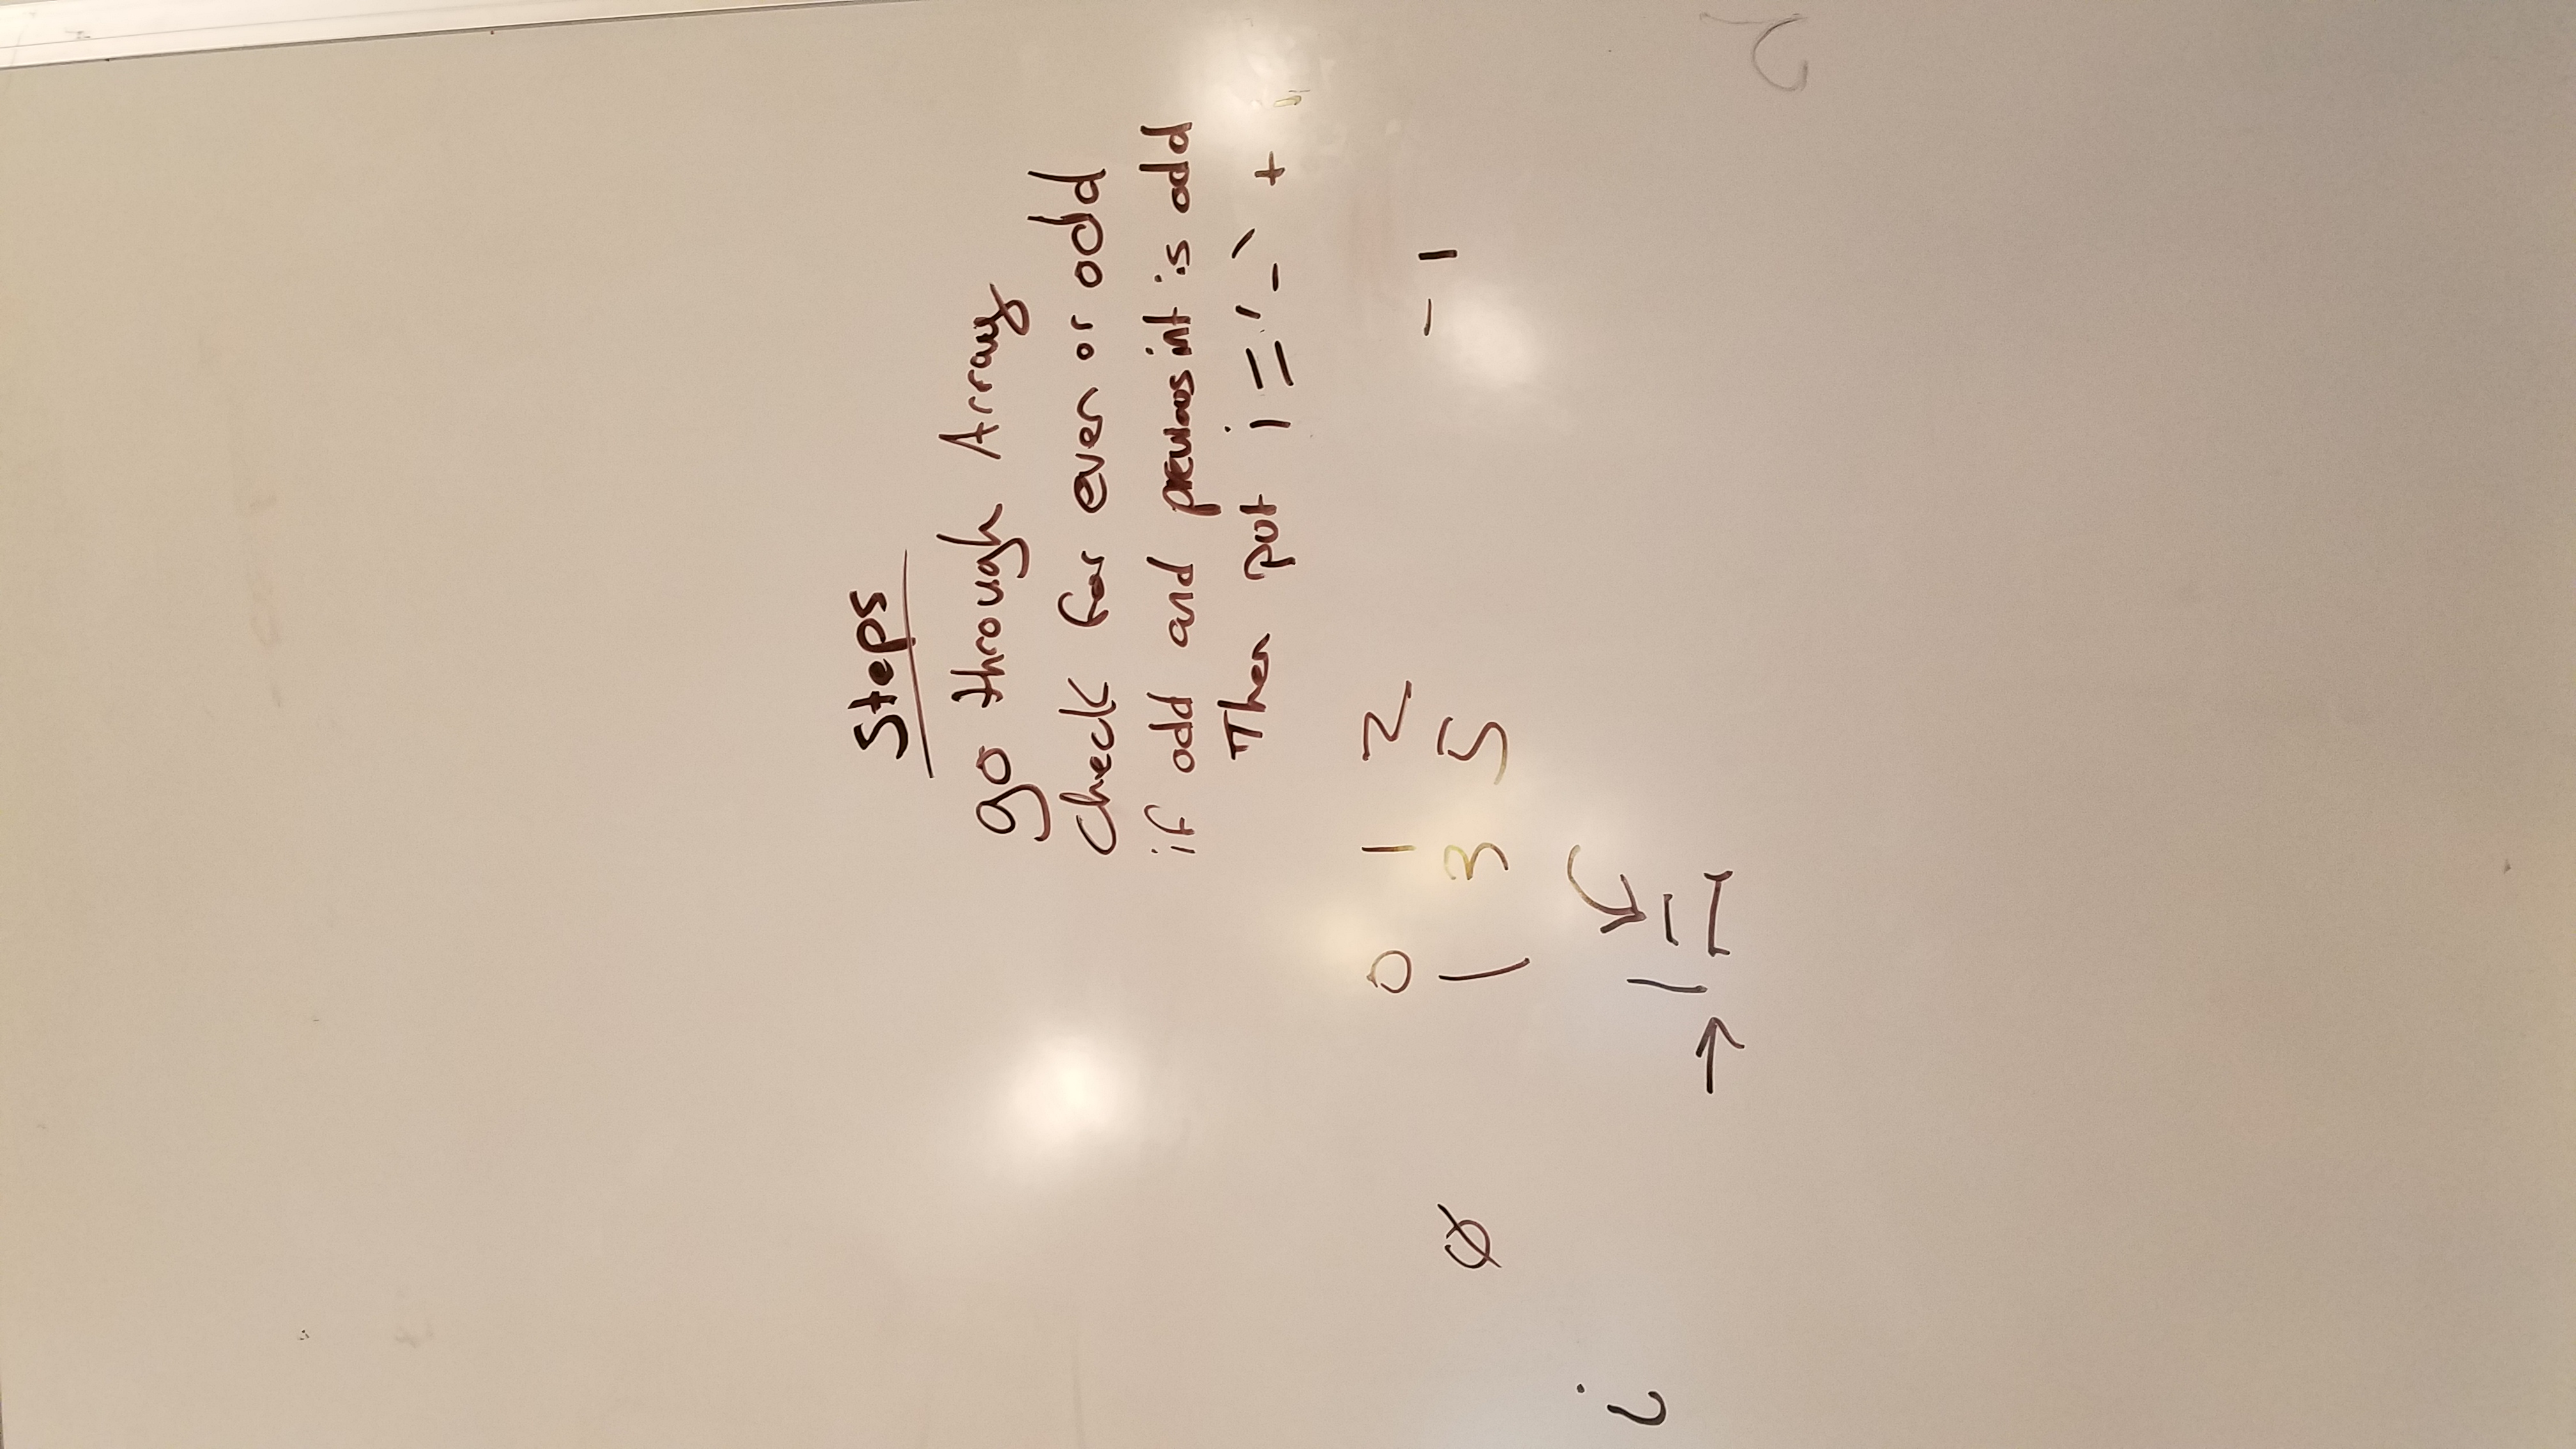 Steps
go through Array
Check for even or odd
if odd and previous int is odd
Then put i = '-' +
0 1 2
Ø 1 3 5 -1
i
→ 1